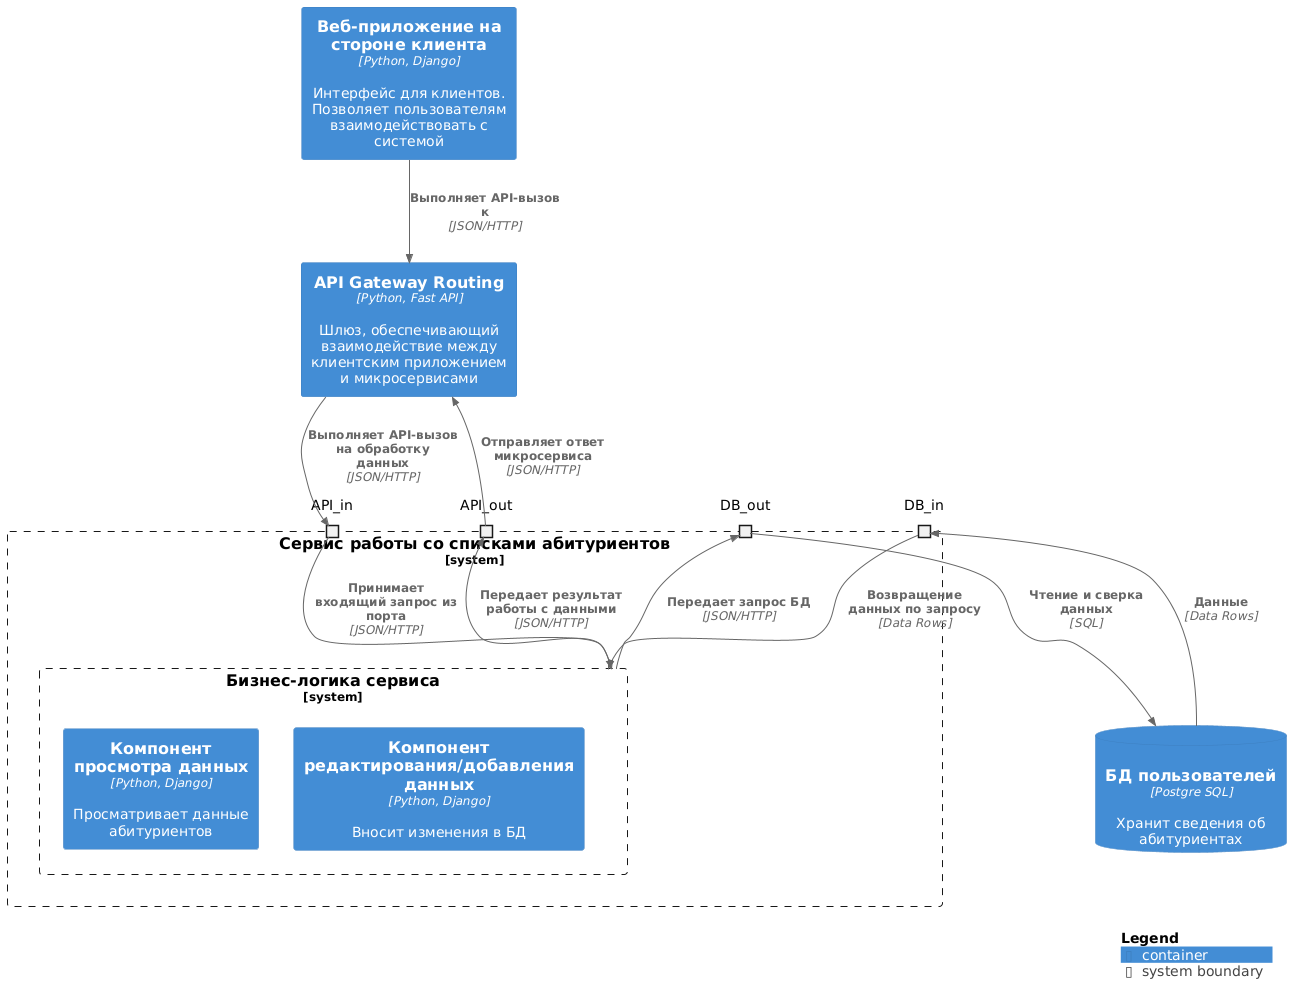 Веб-приложение на
стороне клиента
[Python, Django]
Интерфейс для клиентов.
Позволяет пользователям
взаимодействовать с
системой
Выполняет API-вызов
к
[JSON/HTTP]
API Gateway Routing
[Python, Fast API]
Шлюз, обеспечивающий
взаимодействие между
клиентским приложением
и микросервисами
Выполняет API-вызов
на обработку
данных
[JSON/HTTP]
Отправляет ответ
микросервиса
[JSON/HTTP]
API_in
API_out
DB_out
DB_in
Сервис работы со списками абитуриентов
[system]
Принимает
входящий запрос из
порта
[JSON/HTTP]
Передает результат
работы с данными
[JSON/HTTP]
Передает запрос БД
[JSON/HTTP]
Возвращение
данных по запросу
[Data Rows]
Чтение и сверка
данных
[SQL]
Данные
[Data Rows]
Бизнес-логика сервиса
[system]
Компонент
просмотра данных
[Python, Django]
Просматривает данные
абитуриентов
Компонент
редактирования/добавления
данных
[Python, Django]
Вносит изменения в БД
БД пользователей
[Postgre SQL]
Хранит сведения об
абитуриентах
Legend
container
system boundary